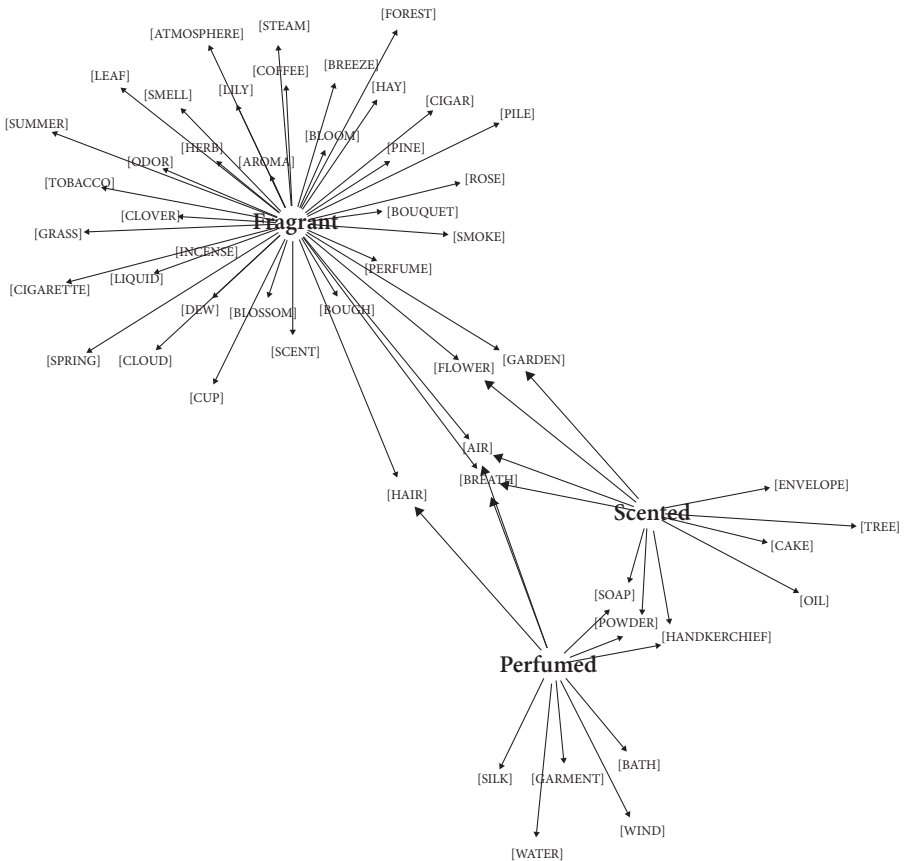 [FOREST]
[STEAM]
[ATMOSPHERE]
[BREEZE]
[COFFEE]
[LEAF]
[HAY]
[LILY]
[SMELL]
[CIGAR]
[PILE]
[SUMMER]
[BLOOM]
[HERB]
[PINE]
[ODOR]
[AROMA]
[TOBACCO]
[ROSE]
[CLOVER]
[BOUQUET]
Fragrant
[GRASS]
[SMOKE]
[INCENSE]
[PERFUME]
[LIQUID]
[CIGARETTE]
[DEW]
[BLOSSOM]
[BOUGH]
[SCENT]
[SPRING]
[CLOUD]
[GARDEN]
[FLOWER]
[CUP]
[AIR]
[BREATH]
[ENVELOPE]
[HAIR]
Scented
[TREE]
[CAKE]
[SOAP]
[OIL]
[POWDER]
[HANDKERCHIEF]
Perfumed
[BATH]
[SILK]
[GARMENT]
[WIND]
[WATER]